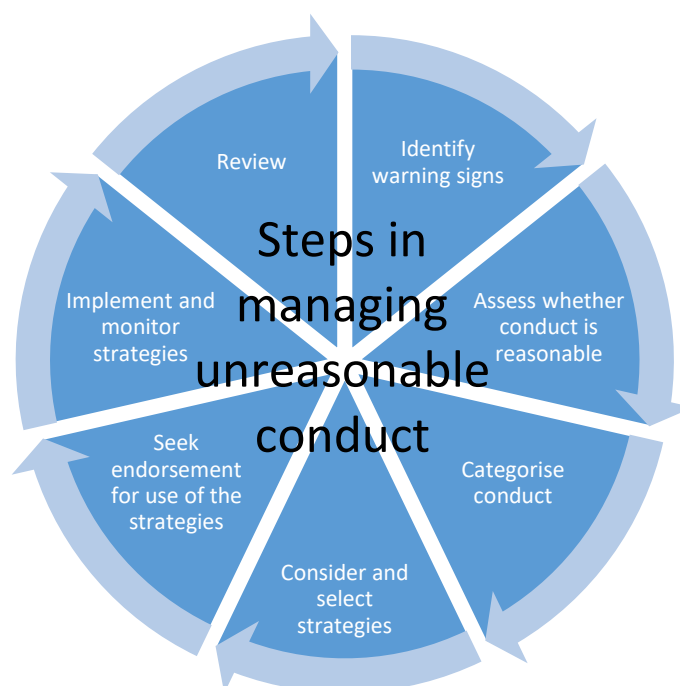 Steps in
managing
unreasonable
conduct
Identify
warning signs
Assess whether
conduct is
reasonable
Categorise
conduct
Consider and
select
strategies
Seek
endorsement
for use of the
strategies
Implement and
monitor
strategies
Review